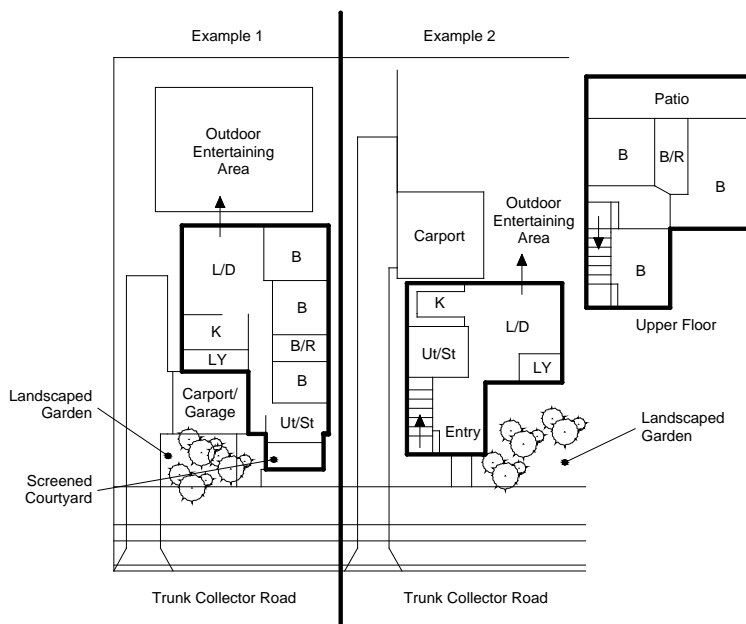 Example 1
Outdoor
Entertaining
Area
L/D
B
B
K
B/R
LY
B
Carport/
Garage
Ut/St
Landscaped
Garden
Screened
Courtyard
Trunk Collector Road
Example 2
Carport
Outdoor
Entertaining
Area
K
L/D
Ut/St
LY
Entry
Landscaped
Garden
Trunk Collector Road
Patio
B
B/R
B
B
Upper Floor